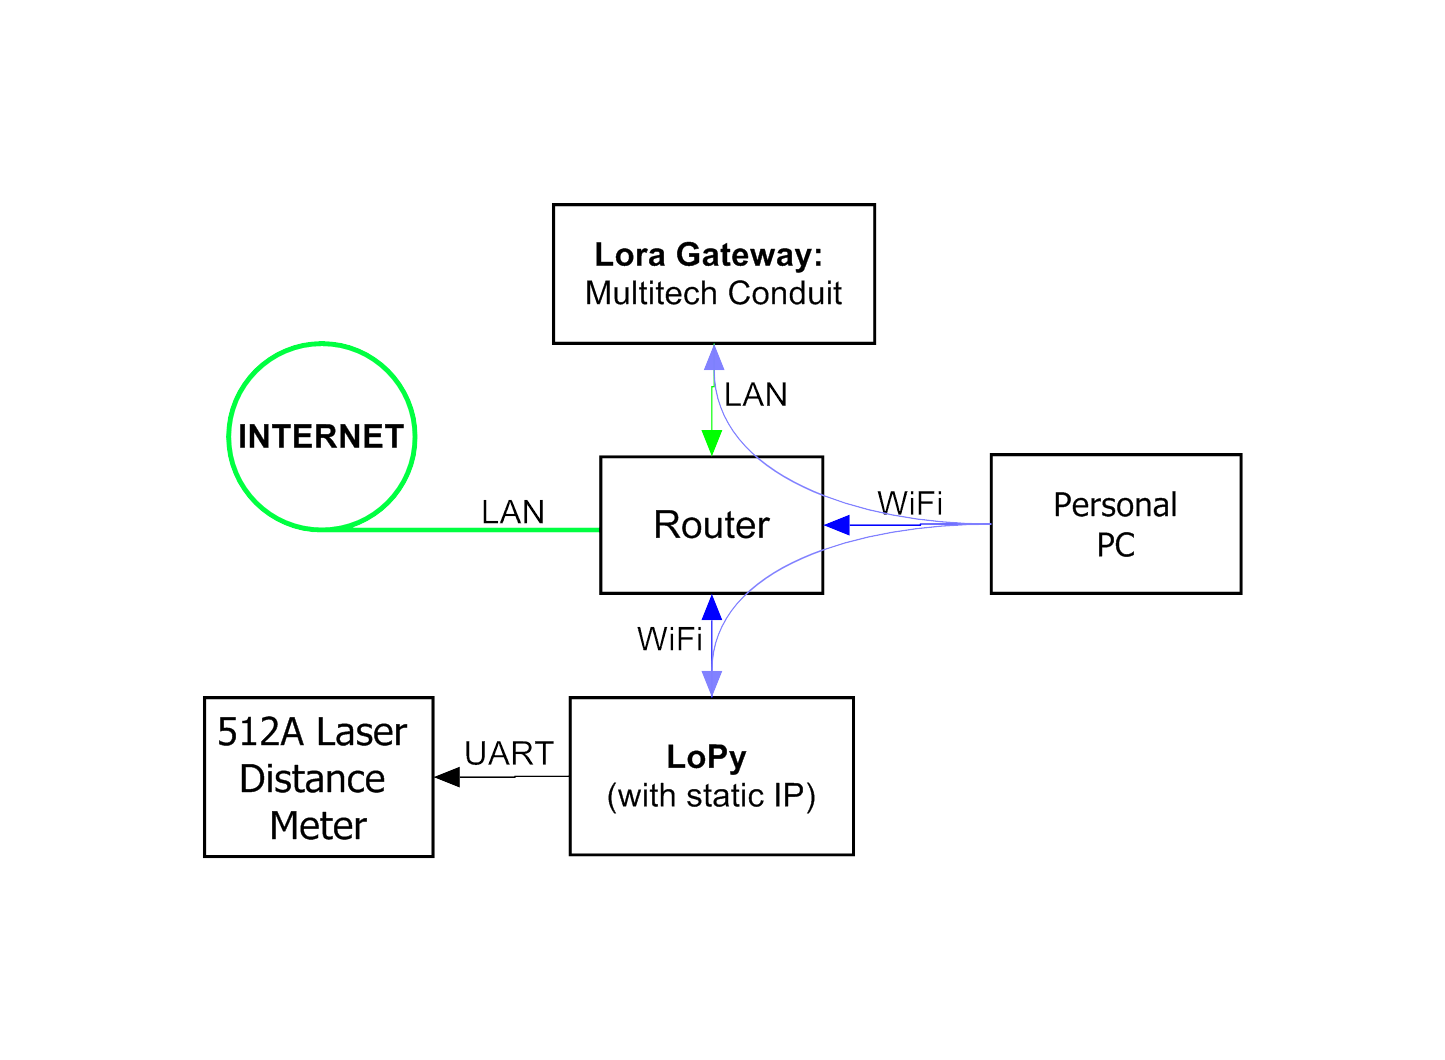 Lora Gateway:
Multitech Conduit
LAN
INTERNET
LAN
Router
WiFi
Personal
PC
WiFi
512A Laser
Distance
Meter
UART
LoPy
(with static IP)